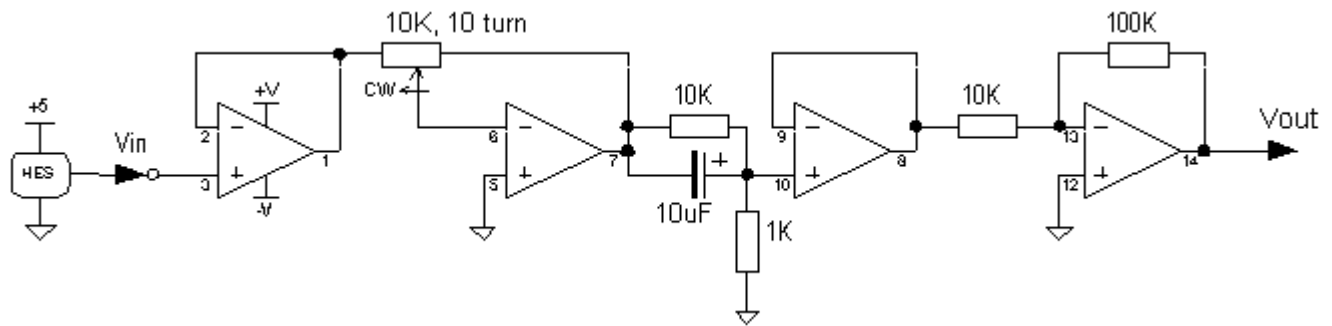 10K, 10 turn
100K
CW
+V
10K
10K
+5
Vin
Vout
HES
-V
10uF
1K
2
3
1
6
5
7
9
10
8
13
12
14
−
+
−
+
+
−
+
−
+